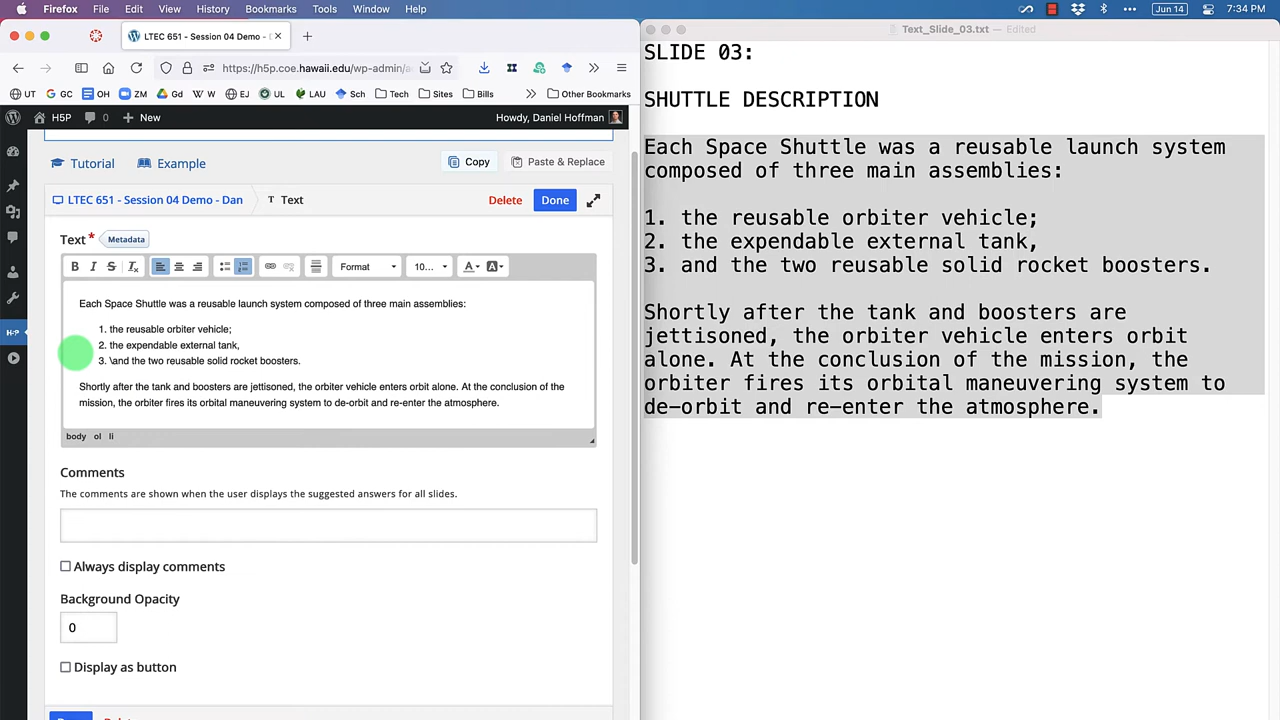 Firefox File Edit View History Bookmarks Tools Window Help
Jun 14 7:34 PM
LTEC 651 - Session 04 Demo - 
https://h5p.coe.hawaii.edu/wp-admin/
UT GC OH ZM Gd W EJ UL LAU Sch Tech Sites Bills Other Bookmarks
H5P 0 New Howdy, Daniel Hoffman
Tutorial Example Copy Paste & Replace
LTEC 651 - Session 04 Demo - Dan Text Delete Done
Text* Metadata
B I S Tx Format 10... A A
Each Space Shuttle was a reusable launch system composed of three main assemblies:
1. the reusable orbiter vehicle;
2. the expendable external tank,
3. \and the two reusable solid rocket boosters.
Shortly after the tank and boosters are jettisoned, the orbiter vehicle enters orbit alone. At the conclusion of the
mission, the orbiter fires its orbital maneuvering system to de-orbit and re-enter the atmosphere.
body ol li
Comments
The comments are shown when the user displays the suggested answers for all slides.
Always display comments
Background Opacity
0
Display as button
H-P
Text_Slide_03.txt — Edited
SLIDE 03:
SHUTTLE DESCRIPTION
Each Space Shuttle was a reusable launch system
composed of three main assemblies:
1. the reusable orbiter vehicle;
2. the expendable external tank,
3. and the two reusable solid rocket boosters.
Shortly after the tank and boosters are
jettisoned, the orbiter vehicle enters orbit
alone. At the conclusion of the mission, the
orbiter fires its orbital maneuvering system to
de-orbit and re-enter the atmosphere.